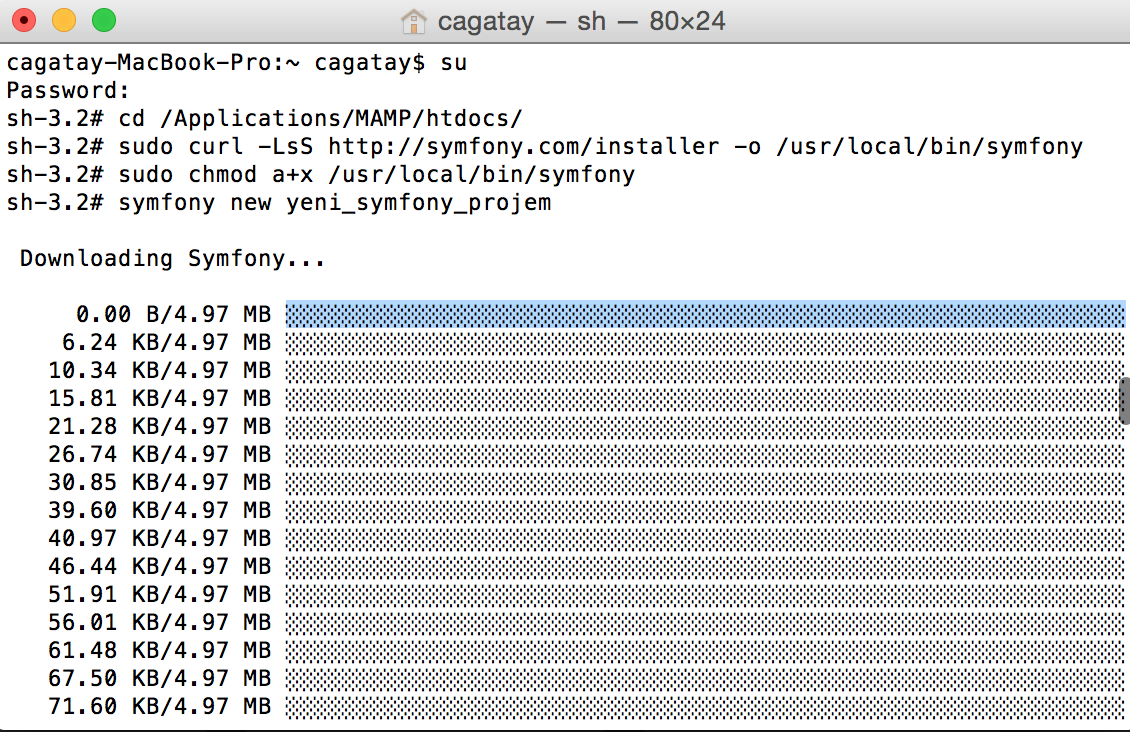 cagatay — sh — 80×24
cagatay-MacBook-Pro:~ cagatay$ su
Password:
sh-3.2# cd /Applications/MAMP/htdocs/
sh-3.2# sudo curl -LsS http://symfony.com/installer -o /usr/local/bin/symfony
sh-3.2# sudo chmod a+x /usr/local/bin/symfony
sh-3.2# symfony new yeni_symfony_projem
Downloading Symfony...
0.00 B/4.97 MB
6.24 KB/4.97 MB
10.34 KB/4.97 MB
15.81 KB/4.97 MB
21.28 KB/4.97 MB
26.74 KB/4.97 MB
30.85 KB/4.97 MB
39.60 KB/4.97 MB
40.97 KB/4.97 MB
46.44 KB/4.97 MB
51.91 KB/4.97 MB
56.01 KB/4.97 MB
61.48 KB/4.97 MB
67.50 KB/4.97 MB
71.60 KB/4.97 MB